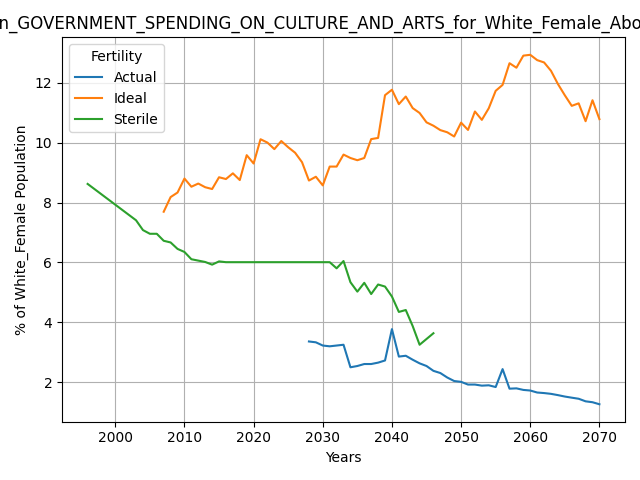 n_GOVERNMENT_SPENDING_ON_CULTURE_AND_ARTS_for_White_Female_Abo
Fertility
Actual
Ideal
Sterile
% of White_Female Population
12
10
8
6
4
2
2000 2010 2020 2030 2040 2050 2060 2070
Years